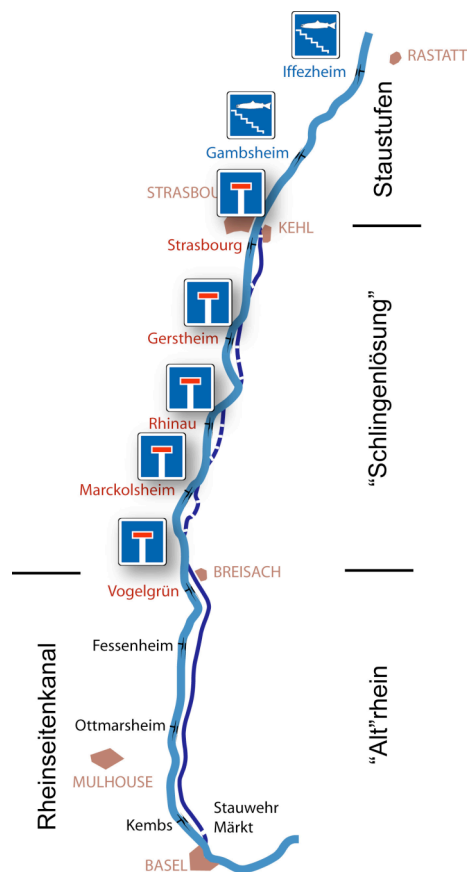 Iffezheim
RASTATT
Gambsheim
Staustufen
STRASBOU
KEHL
Strasbourg
Gerstheim
“Schlingenlösung”
Rhinau
Marckolsheim
BREISACH
Vogelgrün
Fessenheim
Rheinseitenkanal
“Alt”rhein
Ottmarsheim
MULHOUSE
Kembs
Stauwehr
Märkt
BASEL